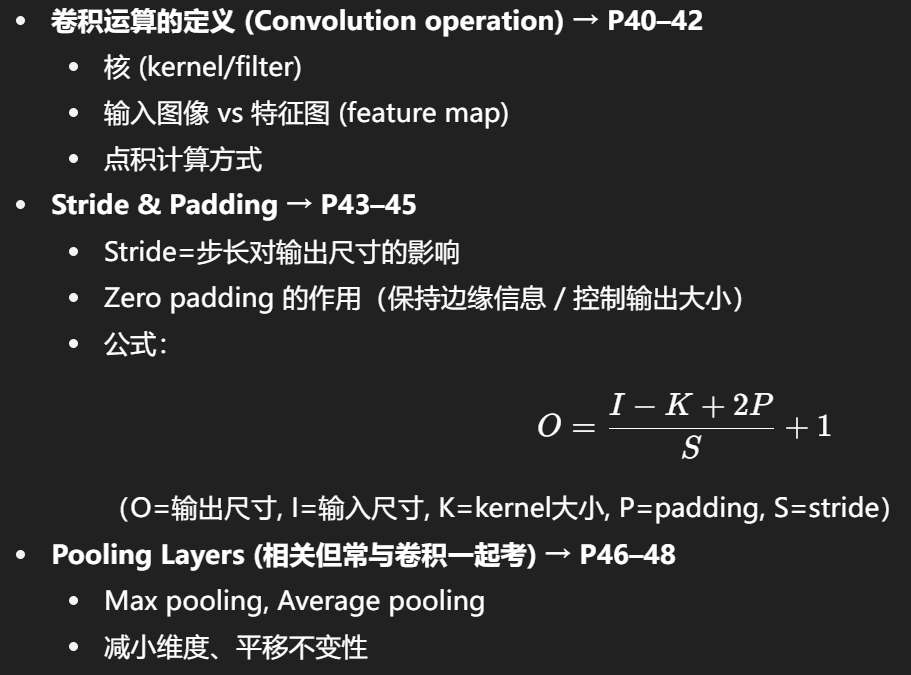 • 卷积运算的定义 (Convolution operation) → P40–42
• 核 (kernel/filter)
• 输入图像 vs 特征图 (feature map)
• 点积计算方式
• Stride & Padding → P43–45
• Stride=步长对输出尺寸的影响
• Zero padding 的作用（保持边缘信息 / 控制输出大小）
• 公式：
O = \frac{I - K + 2P}{S} + 1
（O=输出尺寸, I=输入尺寸, K=kernel大小, P=padding, S=stride）
• Pooling Layers (相关但常与卷积一起考) → P46–48
• Max pooling, Average pooling
• 减小维度、平移不变性